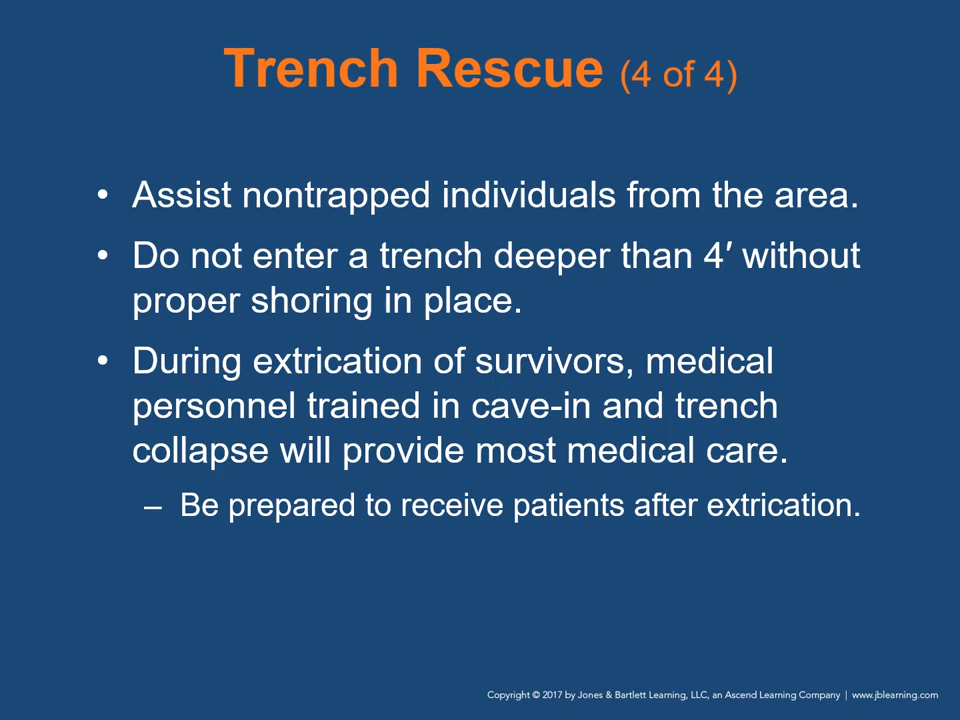 Trench Rescue (4 of 4)
• Assist nontrapped individuals from the area.
• Do not enter a trench deeper than 4′ without
proper shoring in place.
• During extrication of survivors, medical
personnel trained in cave-in and trench
collapse will provide most medical care.
– Be prepared to receive patients after extrication.
Copyright © 2017 by Jones & Bartlett Learning, LLC, an Ascend Learning Company | www.jblearning.com